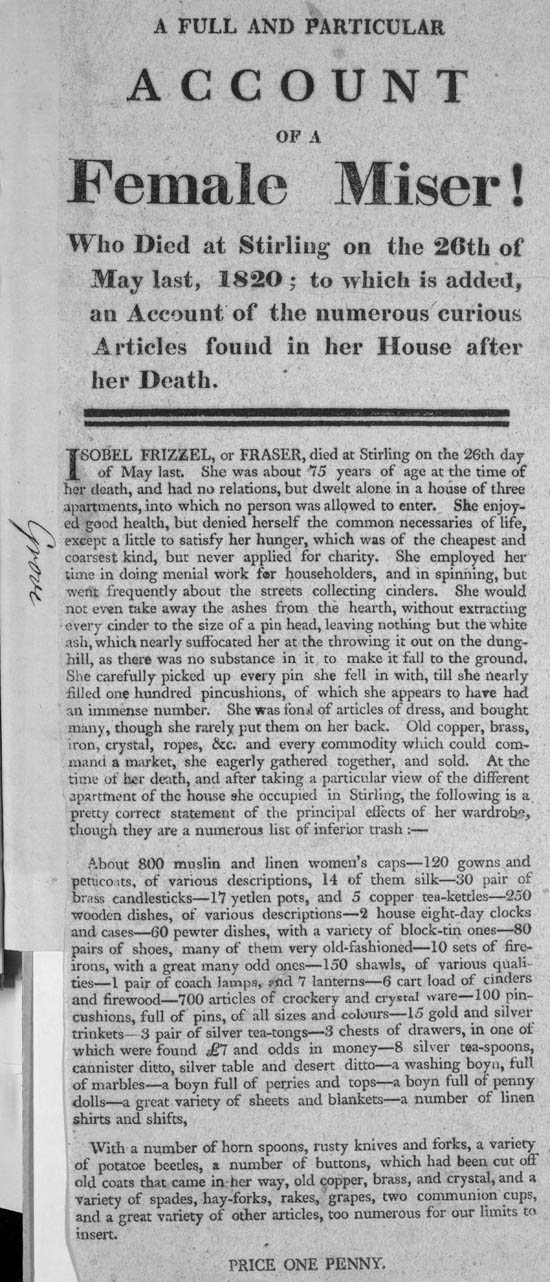 A FULL AND PARTICULAR
ACCOUNT
OF A
Female Miser!
Who Died at Stirling on the 26th of
May last, 1820; to which is added,
an Account of the numerous curious
Articles found in her House after
her Death.
ISOBEL FRIZZEL, or FRASER, died at Stirling on the 26th day
of May last. She was about 75 years of age at the time of
her death, and had no relations, but dwelt alone in a house of three
apartments, into which no person was allowed to enter. She enjoy-
ed good health, but denied herself the common necessaries of life,
except a little to satisfy her hunger, which was of the cheapest and
coarsest kind, but never applied for charity. She employed her
time in doing menial work for householders, and in spinning, but
went frequently about the streets collecting cinders. She would
not even take away the ashes from the hearth, without extracting
every cinder to the size of a pin head, leaving nothing but the white
ash, which nearly suffocated her at the throwing it out on the dung-
hill, as there was no substance in it to make it fall to the ground.
She carefully picked up every pin she fell in with, till she nearly
filled one hundred pincushions, of which she appears to have had
an immense number. She was fond of articles of dress, and bought
many, though she rarely put them on her back. Old copper, brass,
iron, crystal, ropes, &c. and every commodity which could com-
mand a market, she eagerly gathered together, and sold. At the
time of her death, and after taking a particular view of the different
apartment of the house she occupied in Stirling, the following is a
pretty correct statement of the principal effects of her wardrobe,
though they are a numerous list of inferior trash :—
About 800 muslin and linen women's caps—120 gowns and
petticoats, of various descriptions, 14 of them silk—30 pair of
brass candlesticks—17 yetlen pots, and 5 copper tea-kettles—250
wooden dishes, of various descriptions—2 house eight-day clocks
and cases—60 pewter dishes, with a variety of block-tin ones—80
pairs of shoes, many of them very old-fashioned—10 sets of fire-
irons, with a great many odd ones—150 shawls, of various quali-
ties—1 pair of coach lamps, and 7 lanterns—6 cart load of cinders
and firewood—700 articles of crockery and crystal ware—100 pin-
cushions, full of pins, of all sizes and colours—15 gold and silver
trinkets—3 pair of silver tea-tongs—3 chests of drawers, in one of
which were found £7 and odds in money—8 silver tea-spoons,
cannister ditto, silver table and desert ditto—a washing boyn, full
of marbles—a boyn full of perries and tops—a boyn full of penny
dolls—a great variety of sheets and blankets—a number of linen
shirts and shifts,
With a number of horn spoons, rusty knives and forks, a variety
of potatoe beetles, a number of buttons, which had been cut off
old coats that came in her way, old copper, brass, and crystal, and a
variety of spades, hay-forks, rakes, grapes, two communion cups,
and a great variety of other articles, too numerous for our limits to
insert.
PRICE ONE PENNY.